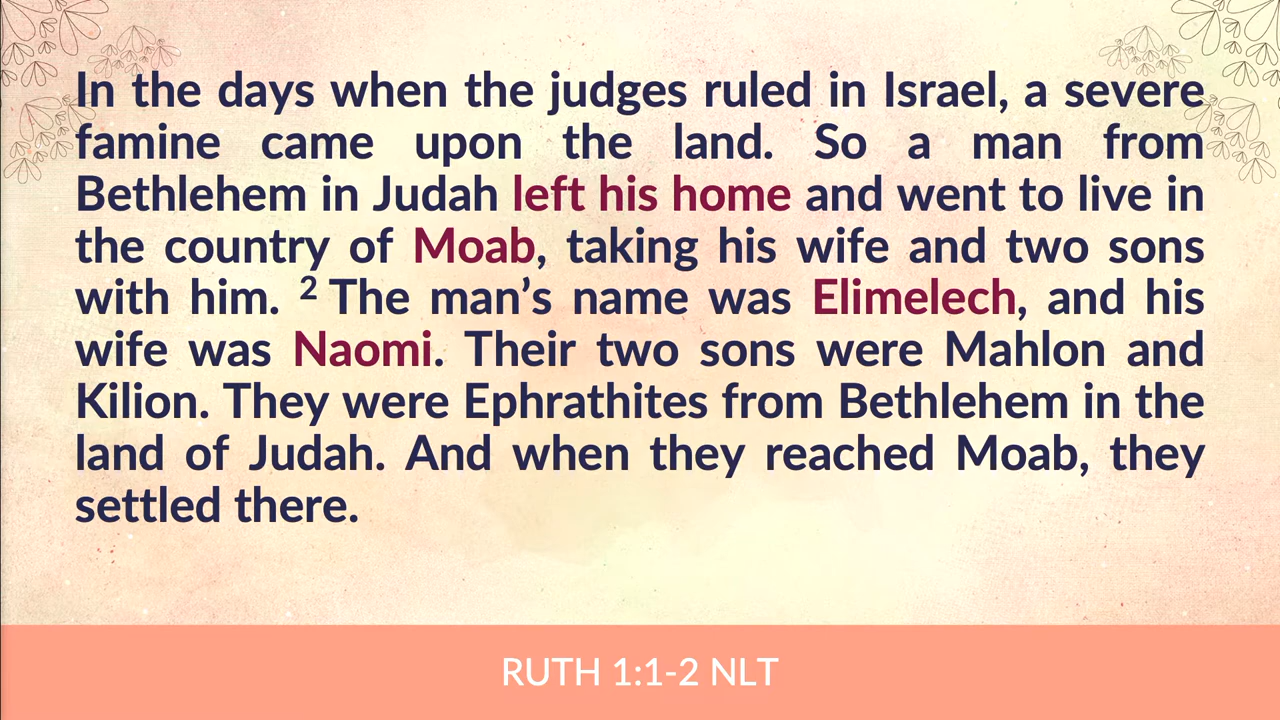 In the days when the judges ruled in Israel, a severe
famine came upon the land. So a man from
Bethlehem in Judah left his home and went to live in
the country of Moab, taking his wife and two sons
with him. ² The man’s name was Elimelech, and his
wife was Naomi. Their two sons were Mahlon and
Kilion. They were Ephrathites from Bethlehem in the
land of Judah. And when they reached Moab, they
settled there.
RUTH 1:1-2 NLT